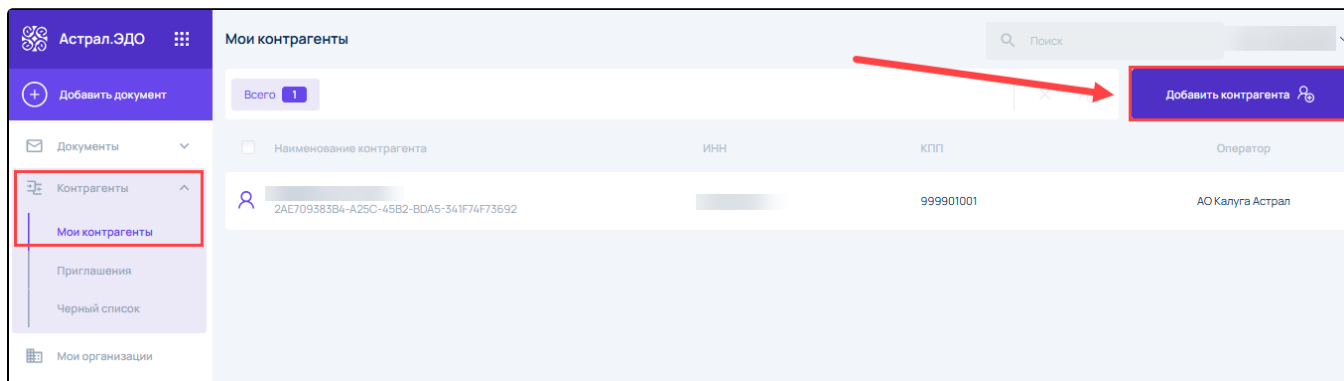 Астрал.ЭДО
Мои контрагенты
Поиск
Добавить документ
Всего 1
Добавить контрагента
Документы
Наименование контрагента ИНН КПП Оператор
Контрагенты
2AE709383B4-A25C-45B2-BDA5-341F74F73692 999901001 АО Калуга Астрал
Мои контрагенты
Приглашения
Черный список
Мои организации